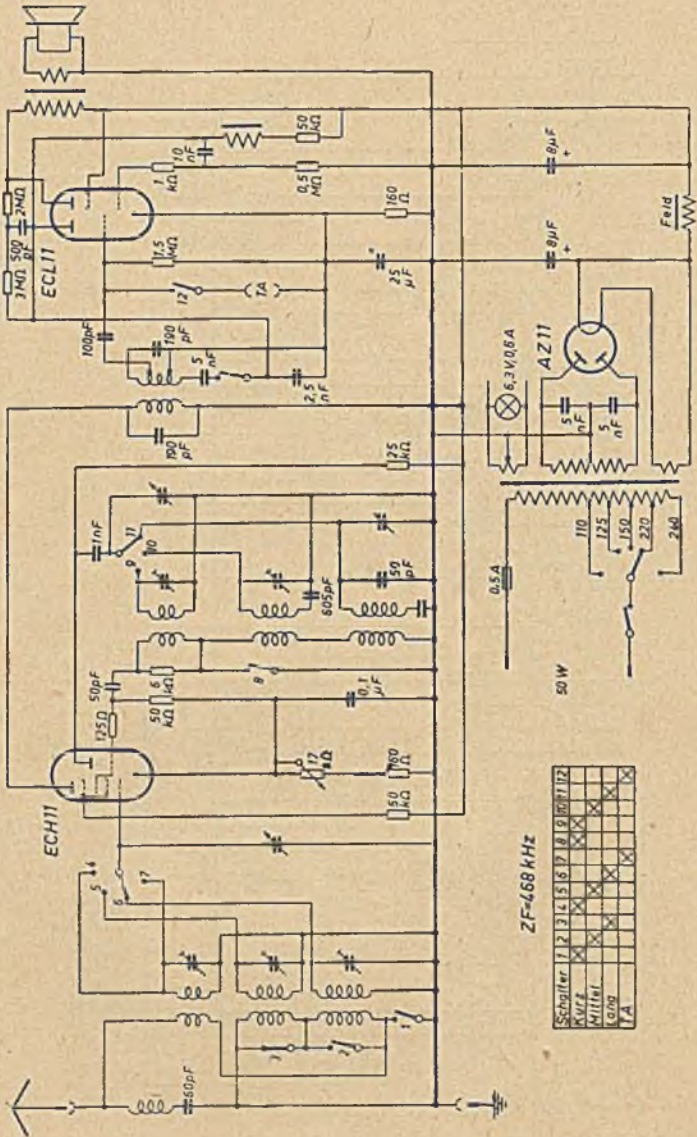 3MΩ
500
pF
2MΩ
ECH11
ECL11
100pF
50pF
1nF
10
nF
125Ω
190
pF
190
pF
1
kΩ
50
kΩ
4
5
6
7
6
kΩ
50
kΩ
9
10
11
5
nF
12
1,5
MΩ
0,5
MΩ
60pF
8
605pF
2,5
nF
(TA)
17
kΩ
0,1
µF
50
pF
3
2
1
50
kΩ
160
Ω
25
kΩ
25
µF
160
Ω
8µF
+
8µF
+
6,3V,0,6A
AZ11
5
nF
5
nF
Feld
0,5A
110
125
150
220
260
50W
ZF=468 kHz
Schalter 1 2 3 4 5 6 7 8 9 10 11 12
Kurz
Mittel
Lang
TA